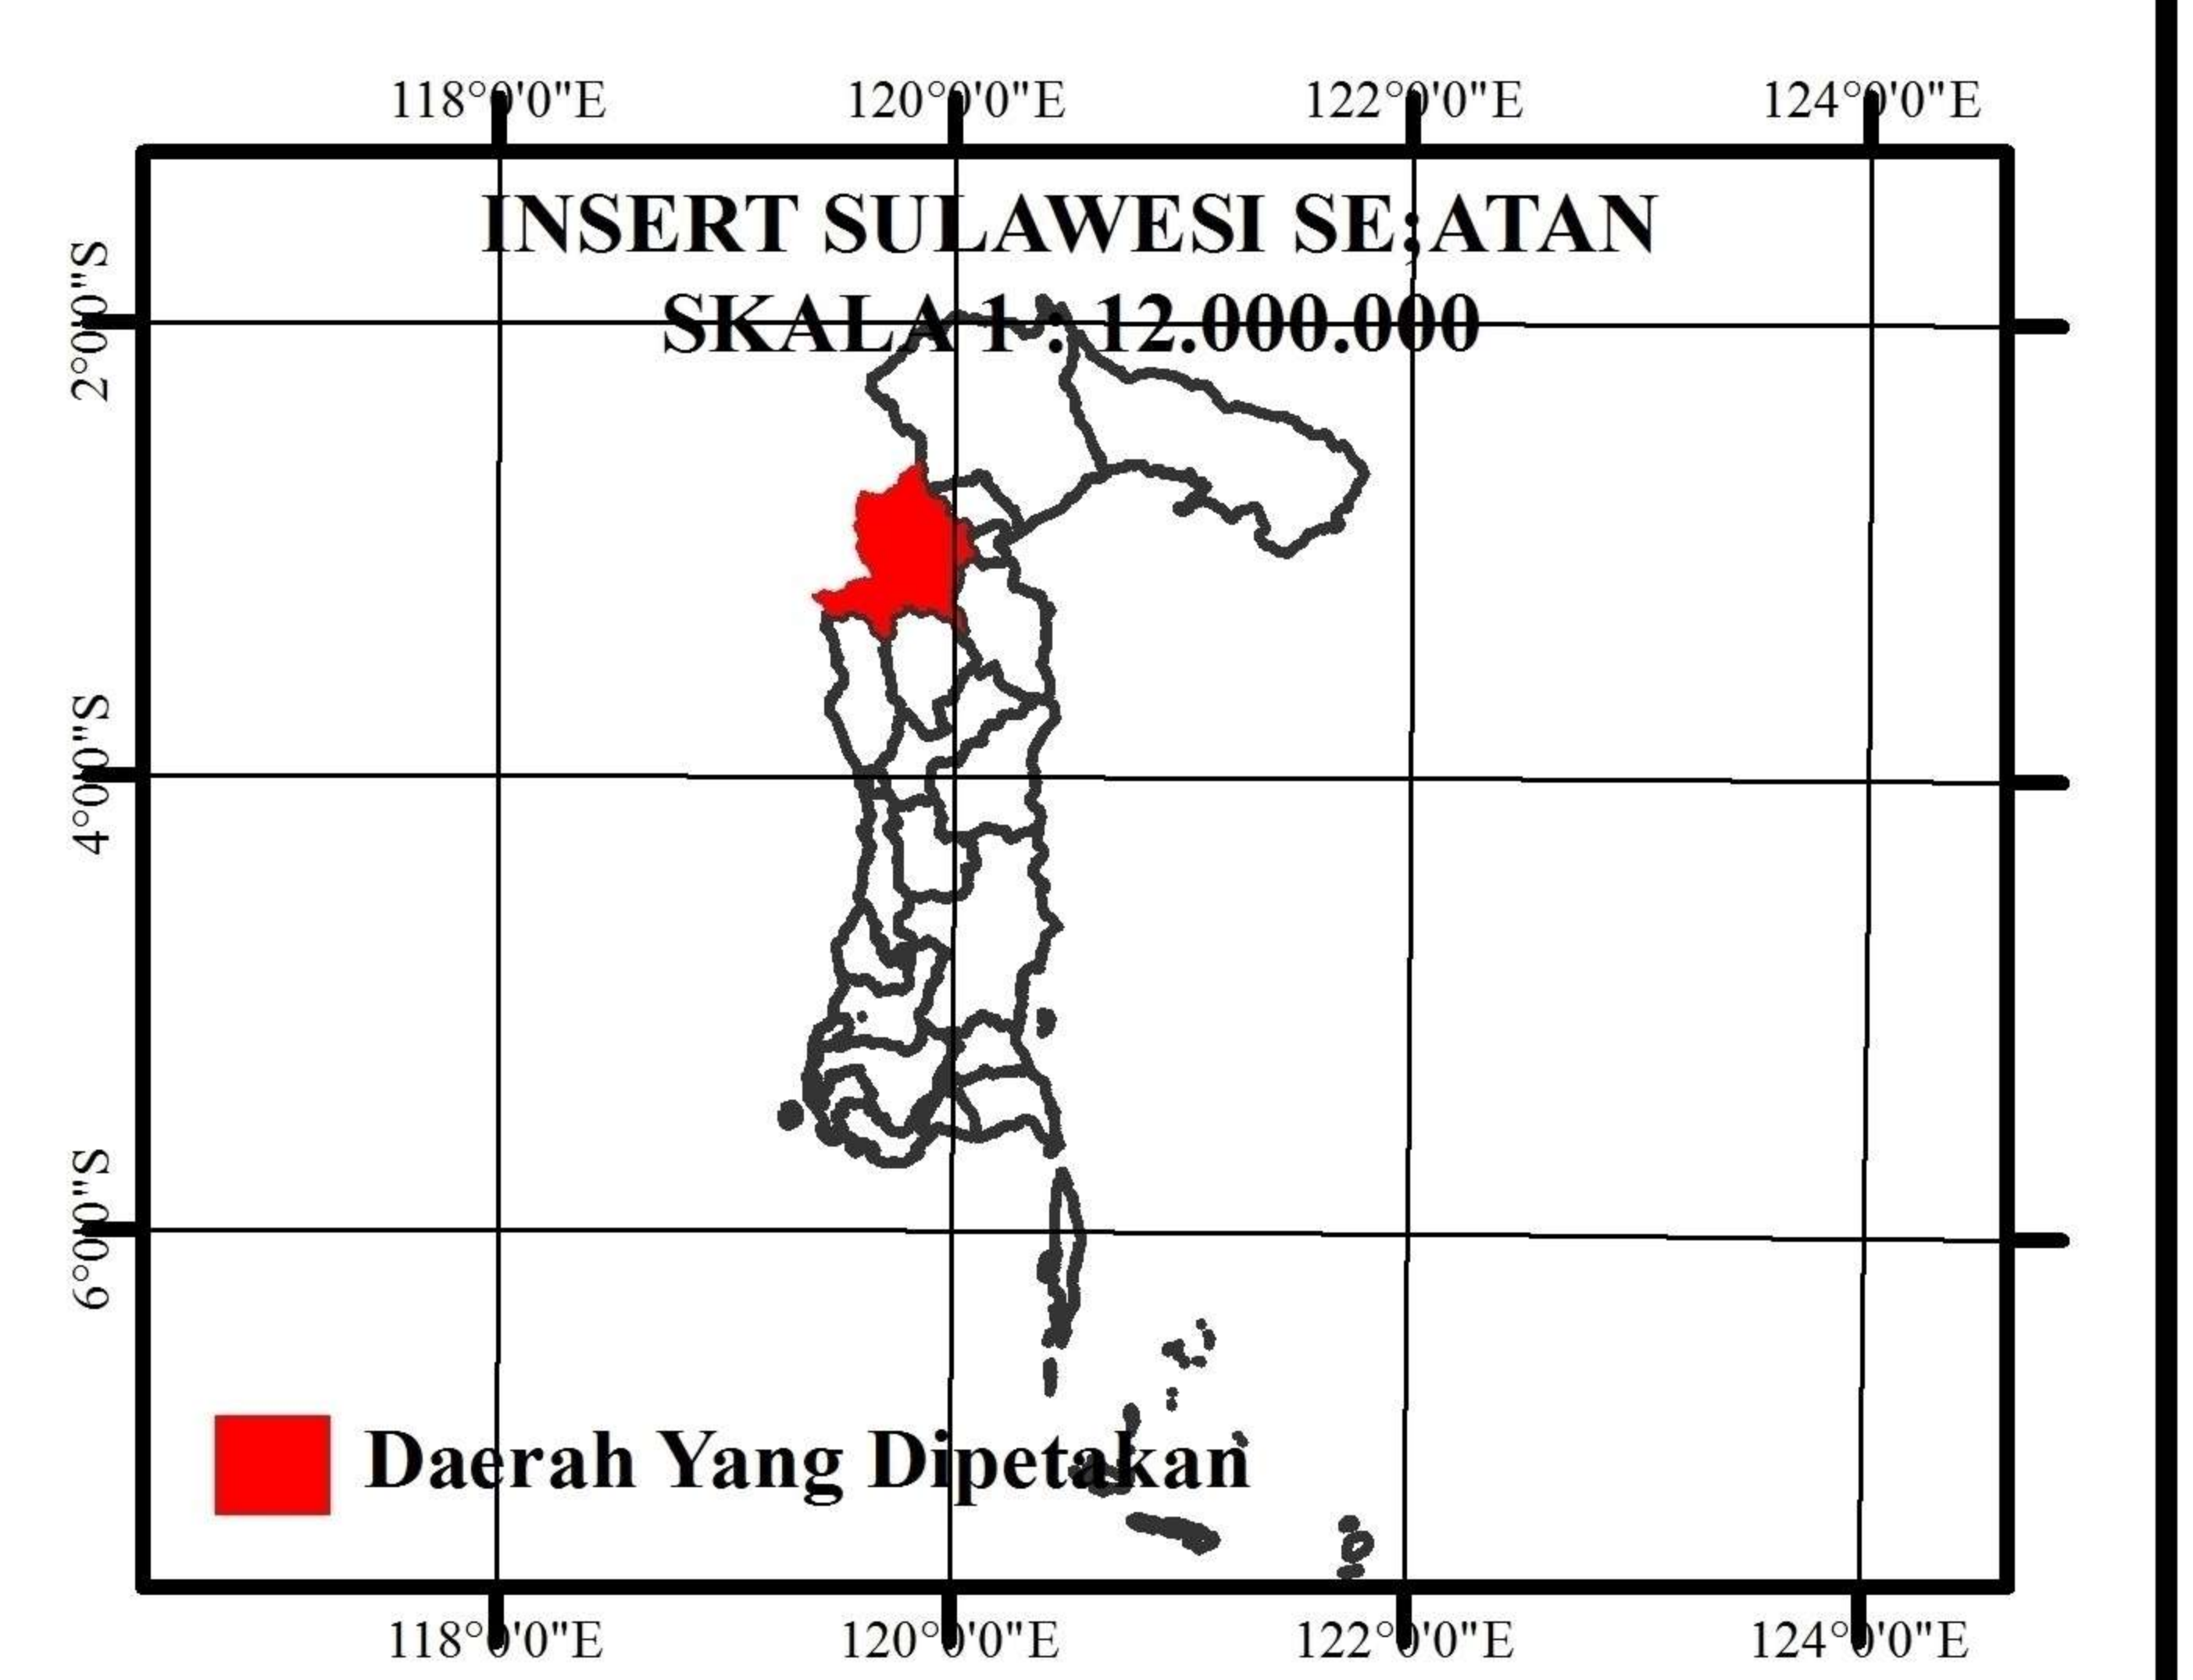 118°0'0"E 120°0'0"E 122°0'0"E 124°0'0"E
INSERT SULAWESI SE;ATAN
SKALA 1 : 12.000.000
2°0'0"S
4°0'0"S
6°0'0"S
Daerah Yang Dipetakan
118°0'0"E 120°0'0"E 122°0'0"E 124°0'0"E